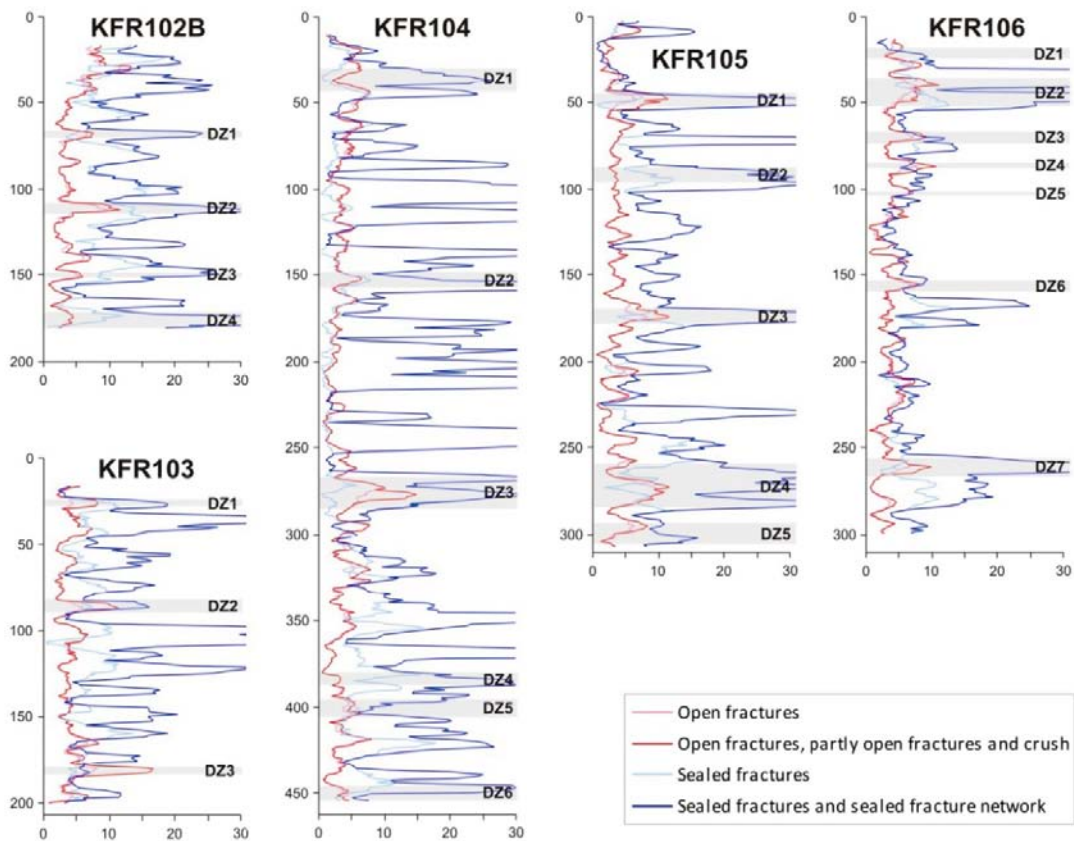 KFR102B
0
50
100
150
200
0 10 20 30
DZ1
DZ2
DZ3
DZ4
KFR103
0
50
100
150
200
0 10 20 30
DZ1
DZ2
DZ3
KFR104
0
50
100
150
200
250
300
350
400
450
0 10 20 30
DZ1
DZ2
DZ3
DZ4
DZ5
DZ6
KFR105
0
50
100
150
200
250
300
0 10 20 30
DZ1
DZ2
DZ3
DZ4
DZ5
KFR106
0
50
100
150
200
250
300
0 10 20 30
DZ1
DZ2
DZ3
DZ4
DZ5
DZ6
DZ7
Open fractures
Open fractures, partly open fractures and crush
Sealed fractures
Sealed fractures and sealed fracture network